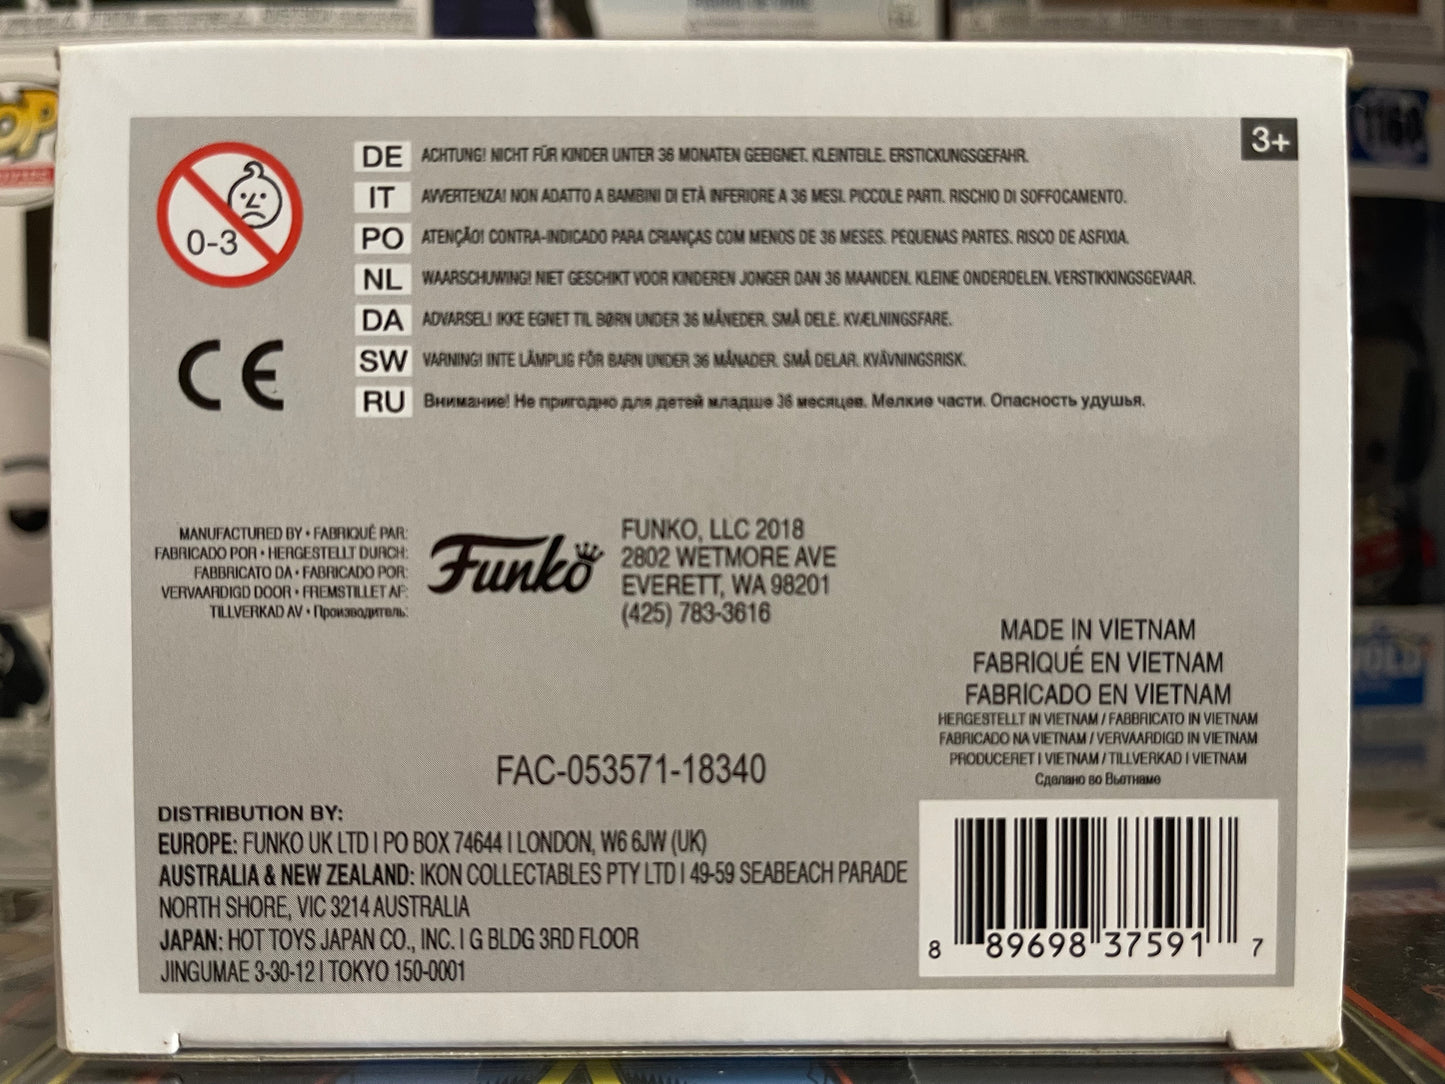 3+
0-3
DE ACHTUNG! NICHT FÜR KINDER UNTER 36 MONATEN GEEIGNET. KLEINTEILE. ERSTICKUNGSGEFAHR.
IT AVVERTENZA! NON ADATTO A BAMBINI DI ETÀ INFERIORE A 36 MESI. PICCOLE PARTI. RISCHIO DI SOFFOCAMENTO.
PO ATENÇÃO! CONTRA-INDICADO PARA CRIANÇAS COM MENOS DE 36 MESES. PEQUENAS PARTES. RISCO DE ASFIXIA.
NL WAARSCHUWING! NIET GESCHIKT VOOR KINDEREN JONGER DAN 36 MAANDEN. KLEINE ONDERDELEN. VERSTIKKINGSGEVAAR.
DA ADVARSEL! IKKE EGNET TIL BØRN UNDER 36 MÅNEDER. SMÅ DELE. KVÆLNINGSFARE.
SW VARNING! INTE LÄMPLIG FÖR BARN UNDER 36 MÅNADER. SMÅ DELAR. KVÄVNINGSRISK.
RU Внимание! Не пригодно для детей младше 36 месяцев. Мелкие части. Опасность удушья.
CE
MANUFACTURED BY • FABRIQUÉ PAR:
FABRICADO POR • HERGESTELLT DURCH:
FABBRICATO DA • FABRICADO POR:
VERVAARDIGD DOOR • FREMSTILLET AF:
TILLVERKAD AV • Производитель:
Funko
FUNKO, LLC 2018
2802 WETMORE AVE
EVERETT, WA 98201
(425) 783-3616
MADE IN VIETNAM
FABRIQUÉ EN VIETNAM
FABRICADO EN VIETNAM
HERGESTELLT IN VIETNAM / FABBRICATO IN VIETNAM
FABRICADO NA VIETNAM / VERVAARDIGD IN VIETNAM
PRODUCERET I VIETNAM / TILLVERKAD I VIETNAM
Сделано во Вьетнаме
FAC-053571-18340
DISTRIBUTION BY:
EUROPE: FUNKO UK LTD | PO BOX 74644 | LONDON, W6 6JW (UK)
AUSTRALIA & NEW ZEALAND: IKON COLLECTABLES PTY LTD | 49-59 SEABEACH PARADE
NORTH SHORE, VIC 3214 AUSTRALIA
JAPAN: HOT TOYS JAPAN CO., INC. | G BLDG 3RD FLOOR
JINGUMAE 3-30-12 | TOKYO 150-0001
8 89698 37591 7
1160